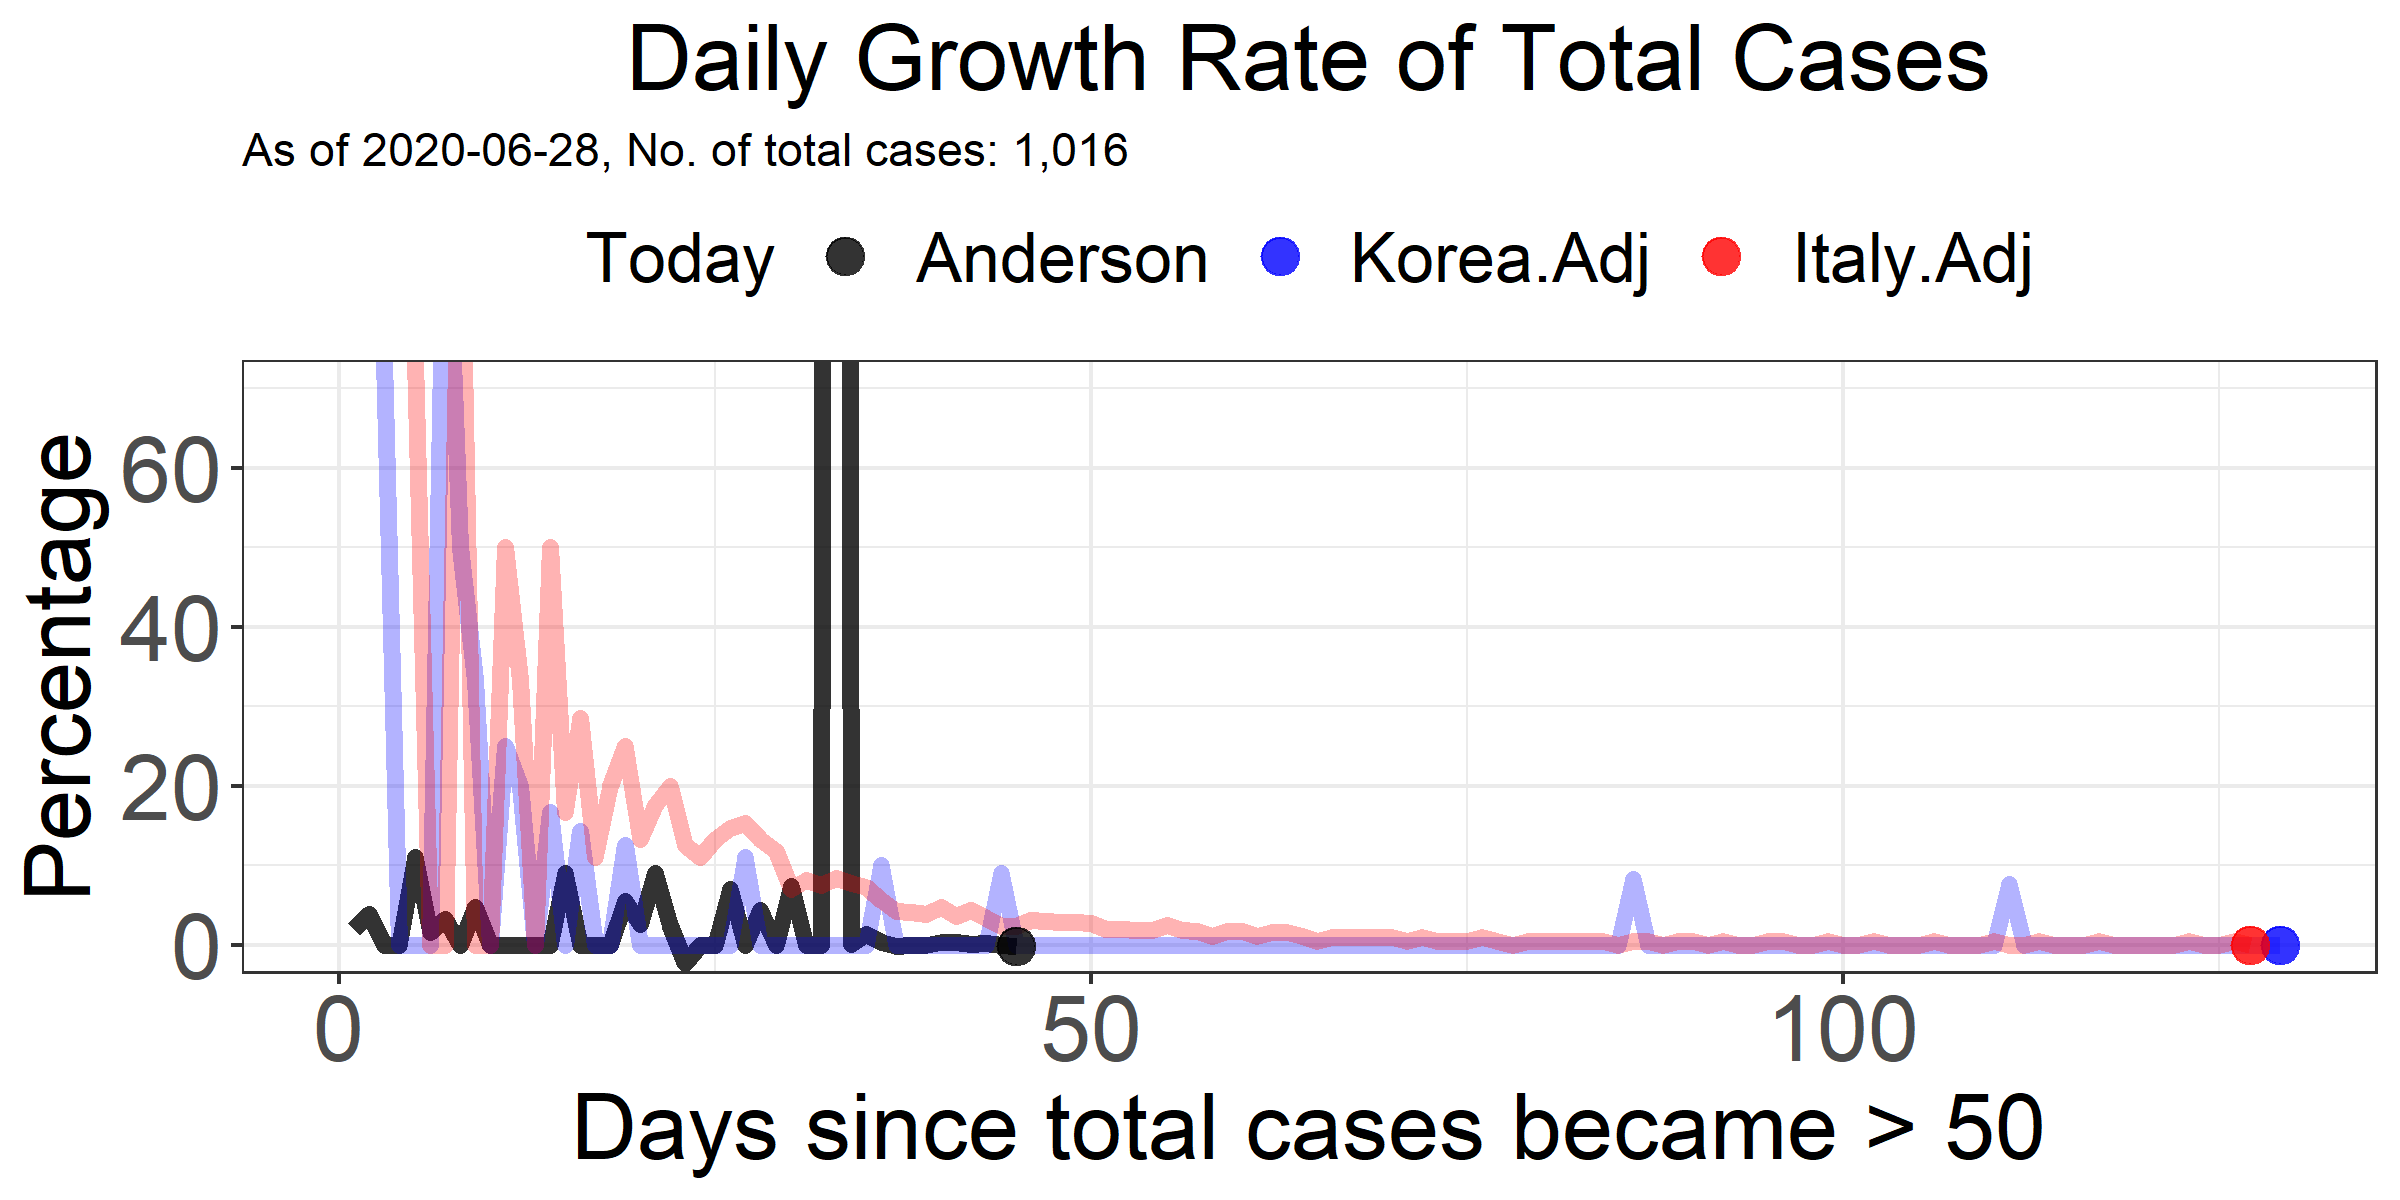 Daily Growth Rate of Total Cases
As of 2020-06-28, No. of total cases: 1,016
Today Anderson Korea.Adj Italy.Adj
Percentage
60
40
20
0
0 50 100
Days since total cases became > 50